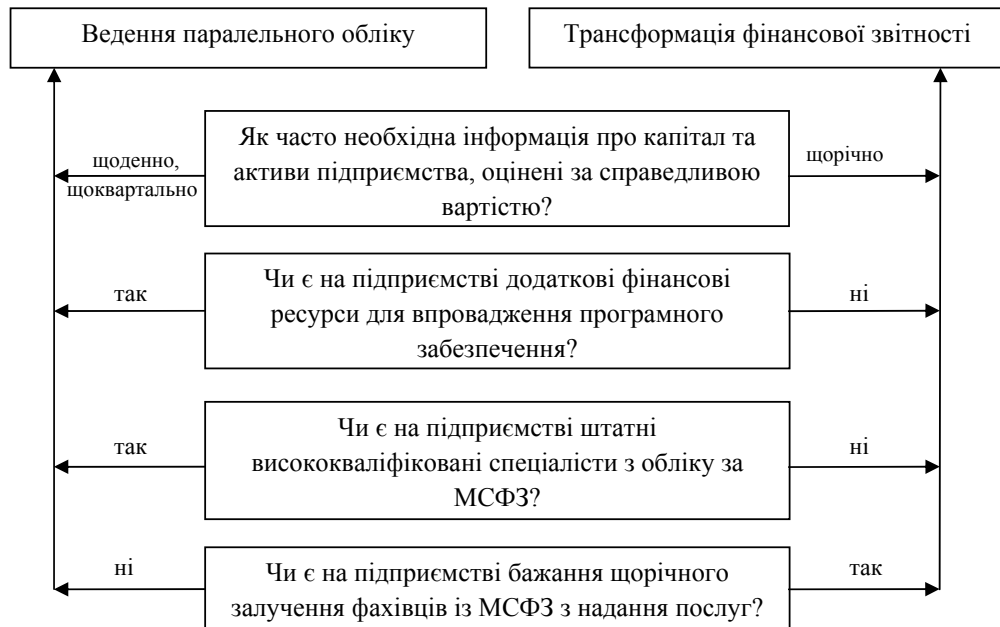 Ведення паралельного обліку
Трансформація фінансової звітності
Як часто необхідна інформація про капітал та
активи підприємства, оцінені за справедливою
вартістю?
щоденно,
щоквартально
щорічно
Чи є на підприємстві додаткові фінансові
ресурси для впровадження програмного
забезпечення?
так
ні
Чи є на підприємстві штатні
висококваліфіковані спеціалісти з обліку за
МСФЗ?
так
ні
Чи є на підприємстві бажання щорічного
залучення фахівців із МСФЗ з надання послуг?
ні
так